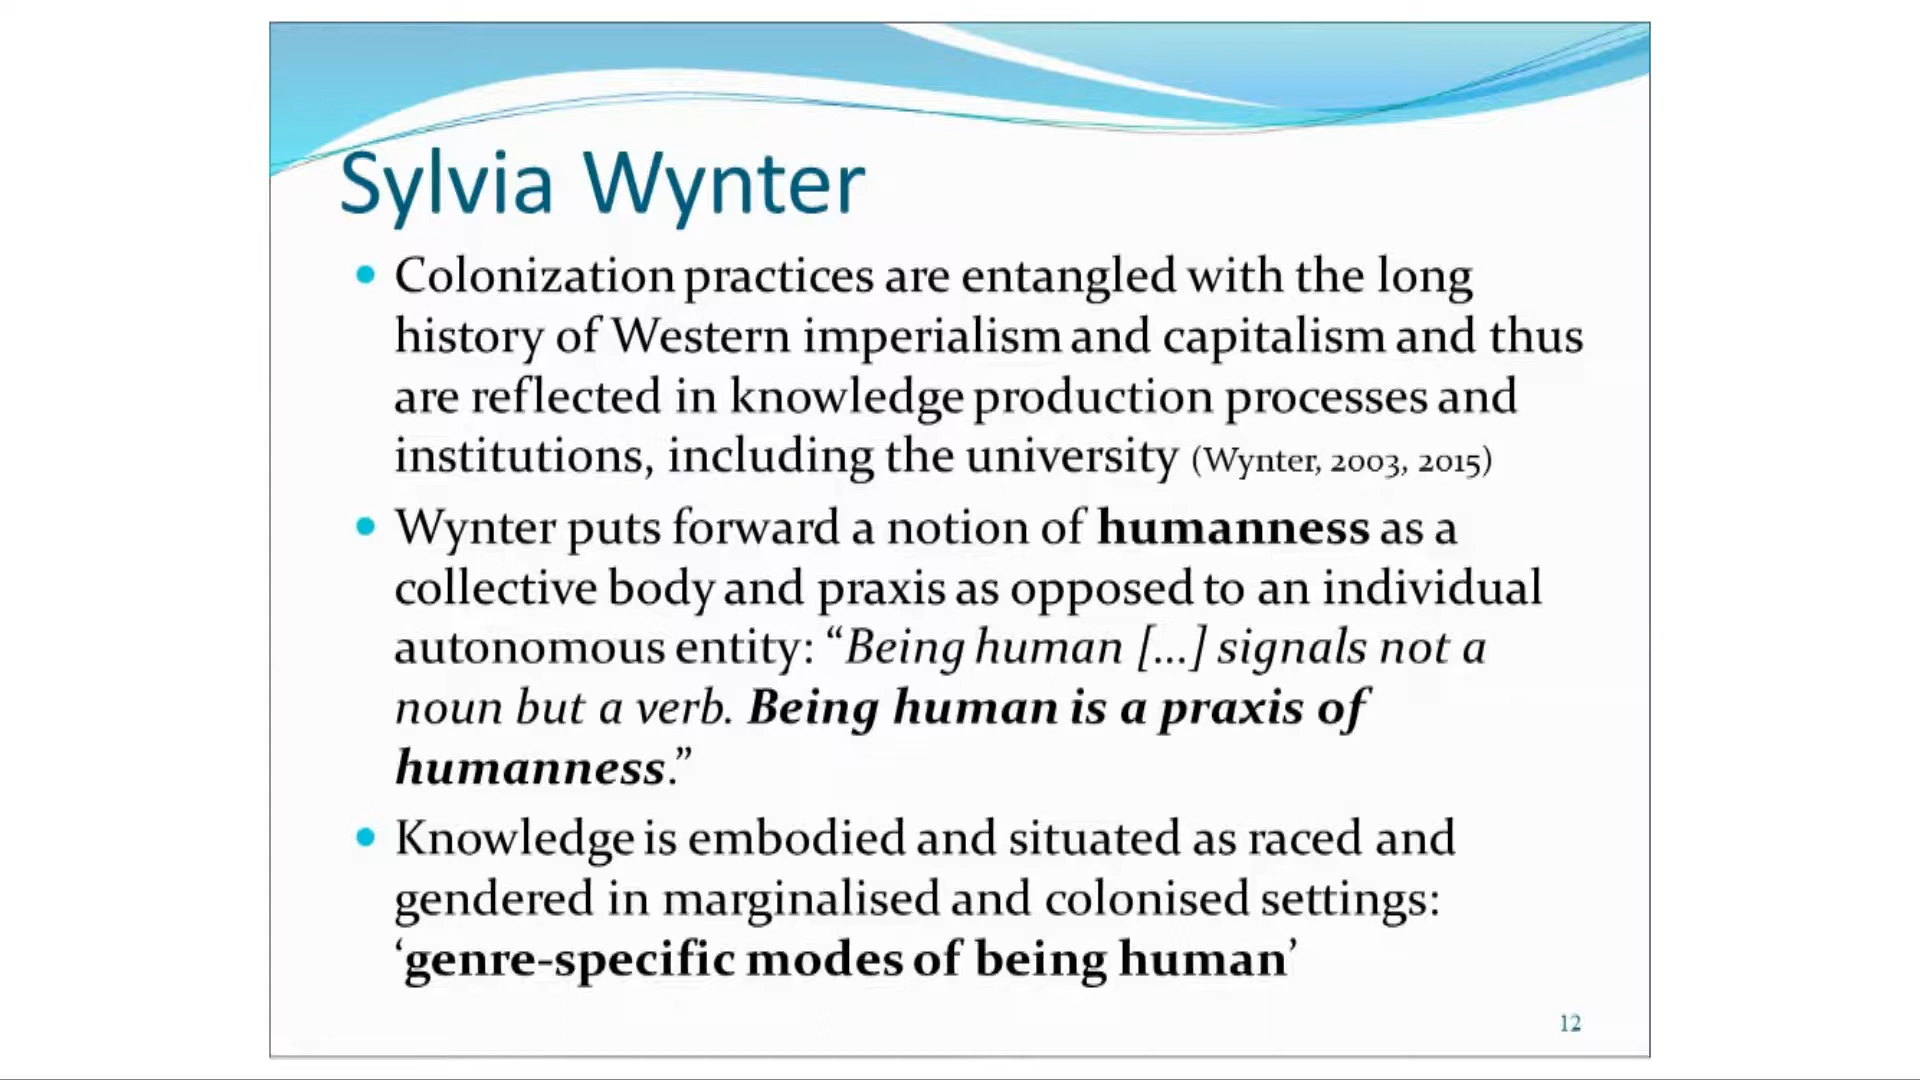 Sylvia Wynter
• Colonization practices are entangled with the long
history of Western imperialism and capitalism and thus
are reflected in knowledge production processes and
institutions, including the university (Wynter, 2003, 2015)
• Wynter puts forward a notion of humanness as a
collective body and praxis as opposed to an individual
autonomous entity: “Being human […] signals not a
noun but a verb. Being human is a praxis of
humanness.”
• Knowledge is embodied and situated as raced and
gendered in marginalised and colonised settings:
‘genre-specific modes of being human’
12